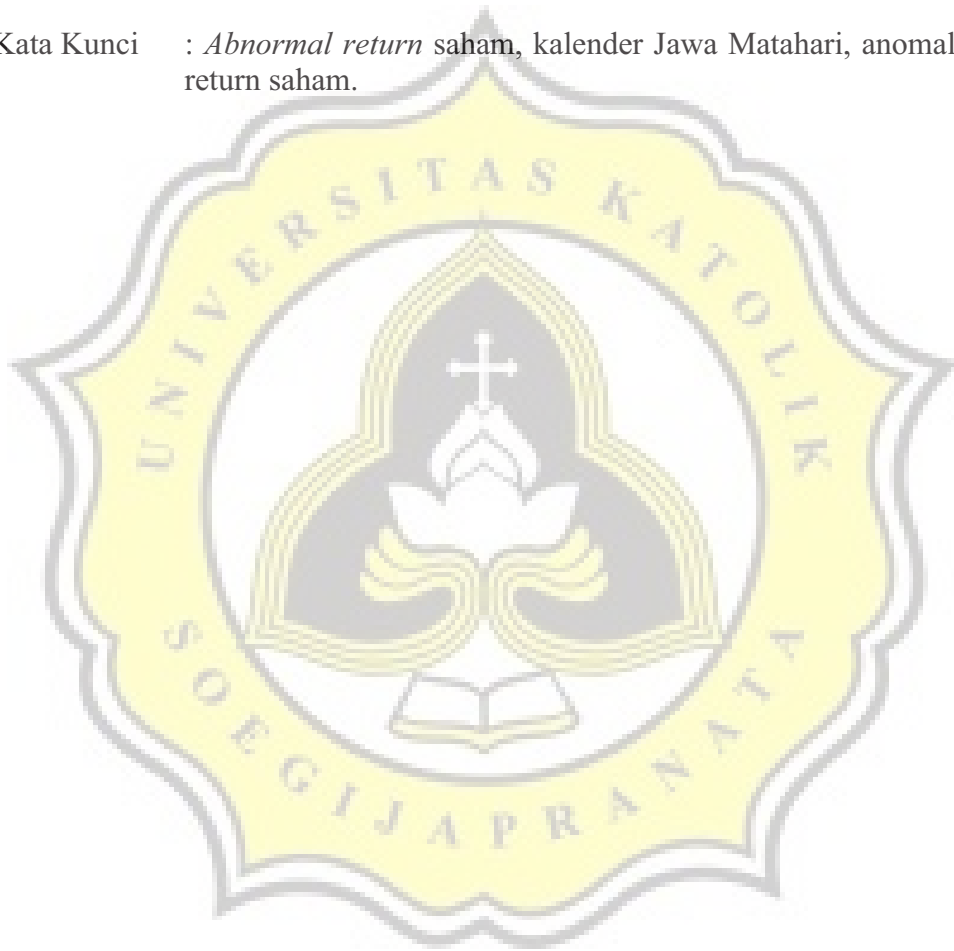 Kata Kunci : Abnormal return saham, kalender Jawa Matahari, anomal
return saham.
UNIVERSITAS KATOLIK
SOEGIJAPRANATA